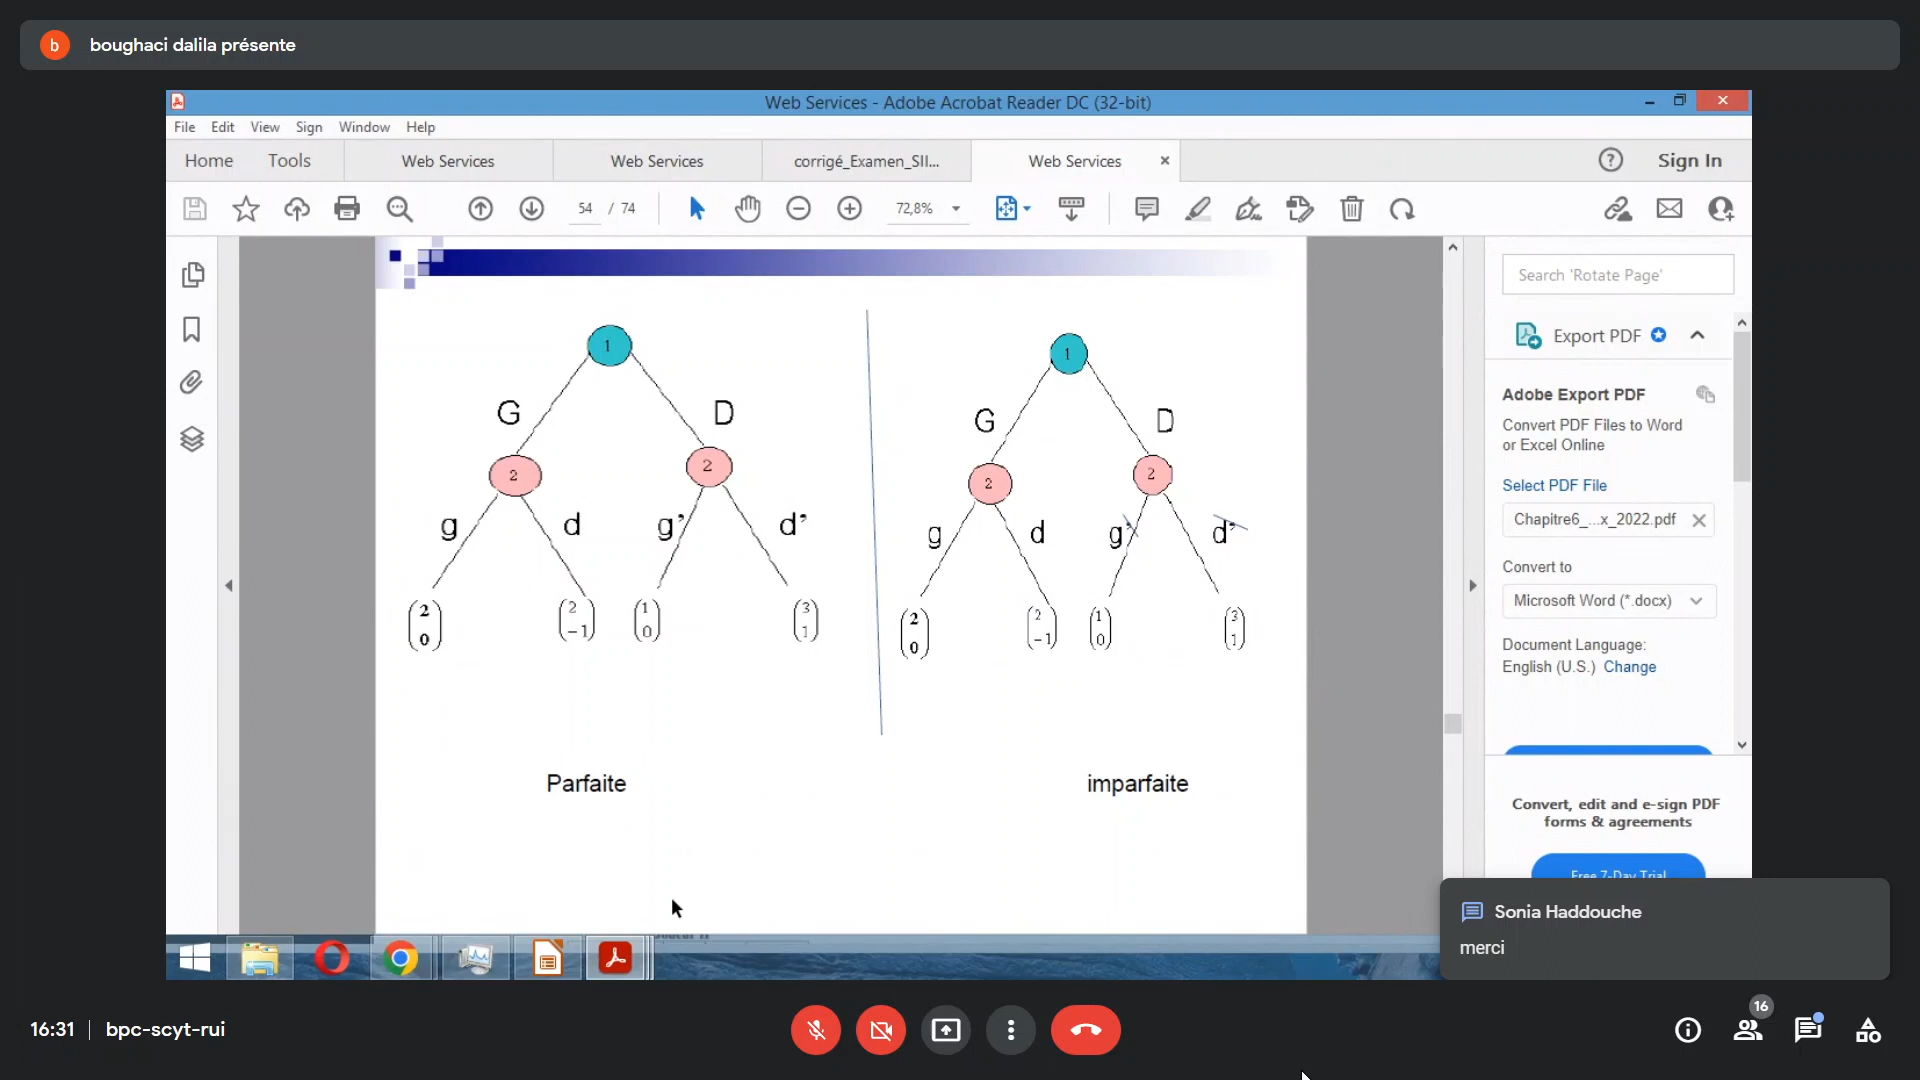 b boughaci dalila présente
Web Services - Adobe Acrobat Reader DC (32-bit)
File Edit View Sign Window Help
Home Tools Web Services Web Services corrigé_Examen_SII... Web Services × Sign In
54 / 74 72,8%
1
G D
2 2
g d g' d'
2 2 1 3
0 -1 0 1
Parfaite
1
G D
2 2
g d g' d'
2 2 1 3
0 -1 0 1
imparfaite
Search 'Rotate Page'
Export PDF
Adobe Export PDF
Convert PDF Files to Word
or Excel Online
Select PDF File
Chapitre6_...x_2022.pdf
Convert to
Microsoft Word (*.docx)
Document Language:
English (U.S.) Change
Convert, edit and e-sign PDF
forms & agreements
Free 7-Day Trial
Sonia Haddouche
merci
16:31 | bpc-scyt-rui
16